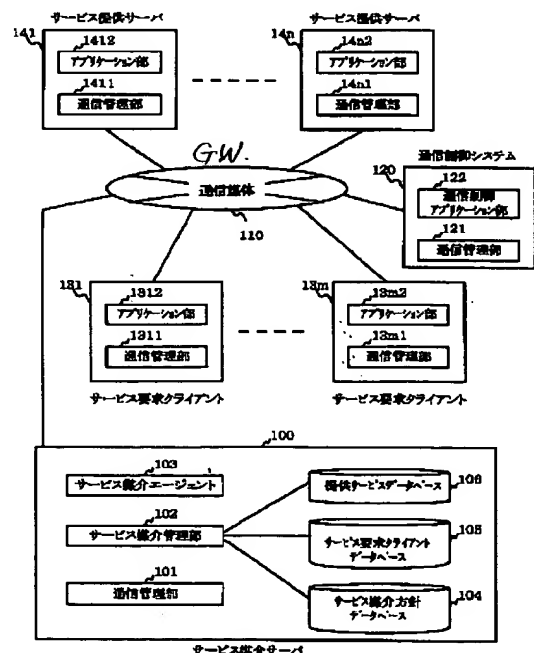 サービス提供サーバ
サービス提供サーバ
141
1412
アプリケーション部
1411
通信管理部
14n
14n2
アプリケーション部
14n1
通信管理部
GW.
通信媒体
110
通信制御システム
120
122
通信制御
アプリケーション部
121
通信管理部
131
1312
アプリケーション部
1311
通信管理部
サービス要求クライアント
13m
13m2
アプリケーション部
13m1
通信管理部
サービス要求クライアント
100
103
サービス媒介エージェント
102
サービス媒介管理部
101
通信管理部
106
提供サービスデータベース
105
サービス要求クライアント
データベース
104
サービス媒介方針
データベース
サービス媒介サーバ